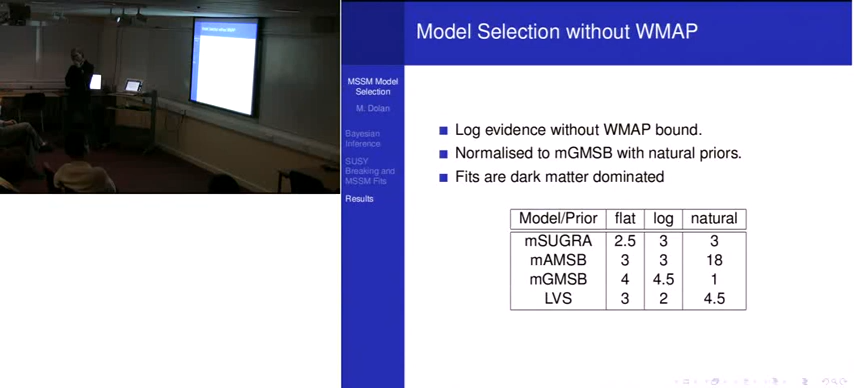 Model Selection without WMAP
MSSM Model
Selection
M. Dolan
Bayesian
Inference
SUSY
Breaking and
MSSM Fits
Results
Log evidence without WMAP bound.
Normalised to mGMSB with natural priors.
Fits are dark matter dominated
Model/Prior flat log natural
mSUGRA 2.5 3 3
mAMSB 3 3 18
mGMSB 4 4.5 1
LVS 3 2 4.5